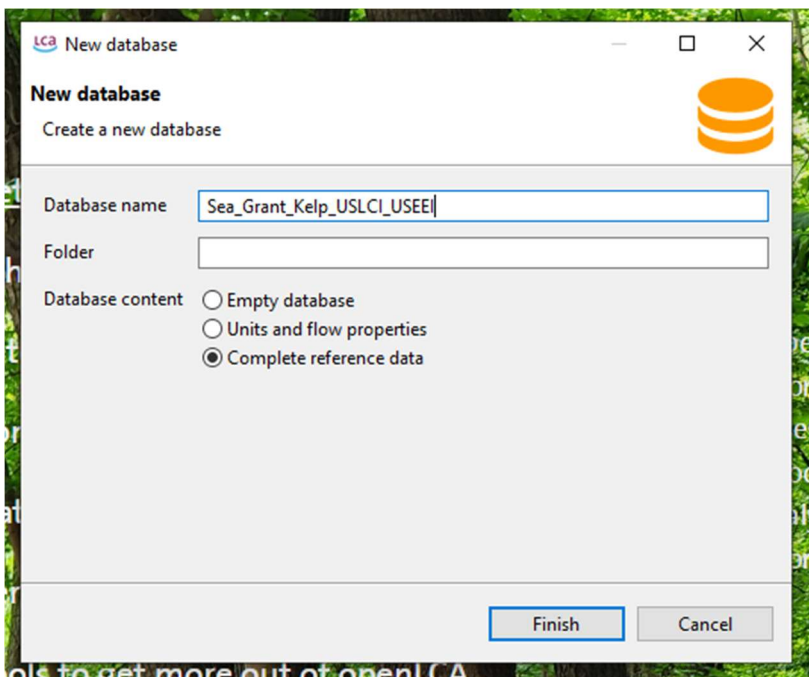 LCA New database
New database
Create a new database
Database name Sea_Grant_Kelp_USLCI_USEEI
Folder
Database content Empty database
Units and flow properties
Complete reference data
Finish Cancel
ols to get more out of openLCA